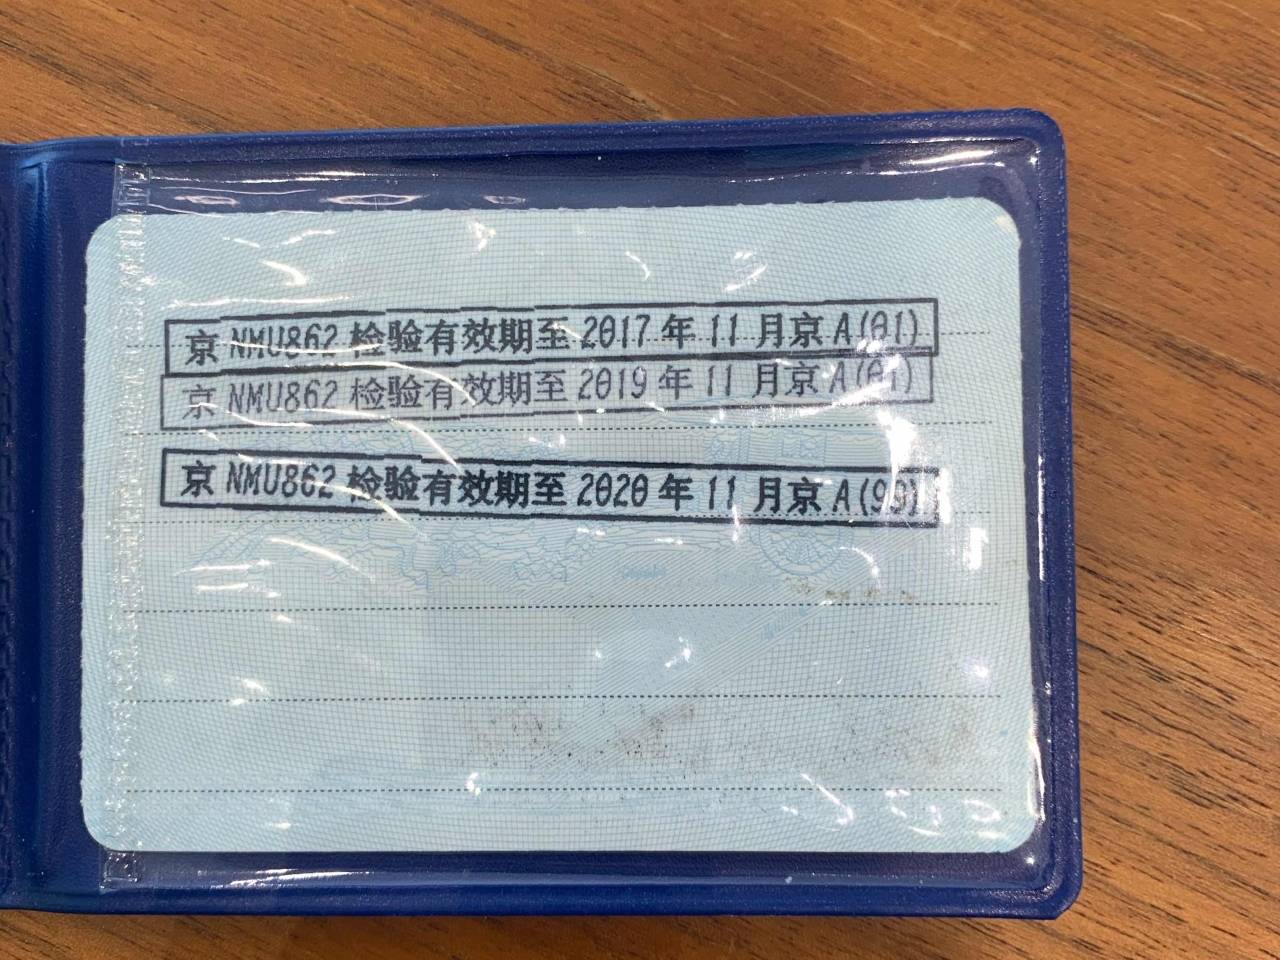 京 NMU862 检验有效期至 2017 年 11 月京 A(01)
京 NMU862 检验有效期至 2019 年 11 月京 A(01)
京 NMU862 检验有效期至 2020 年 11 月京 A(99)